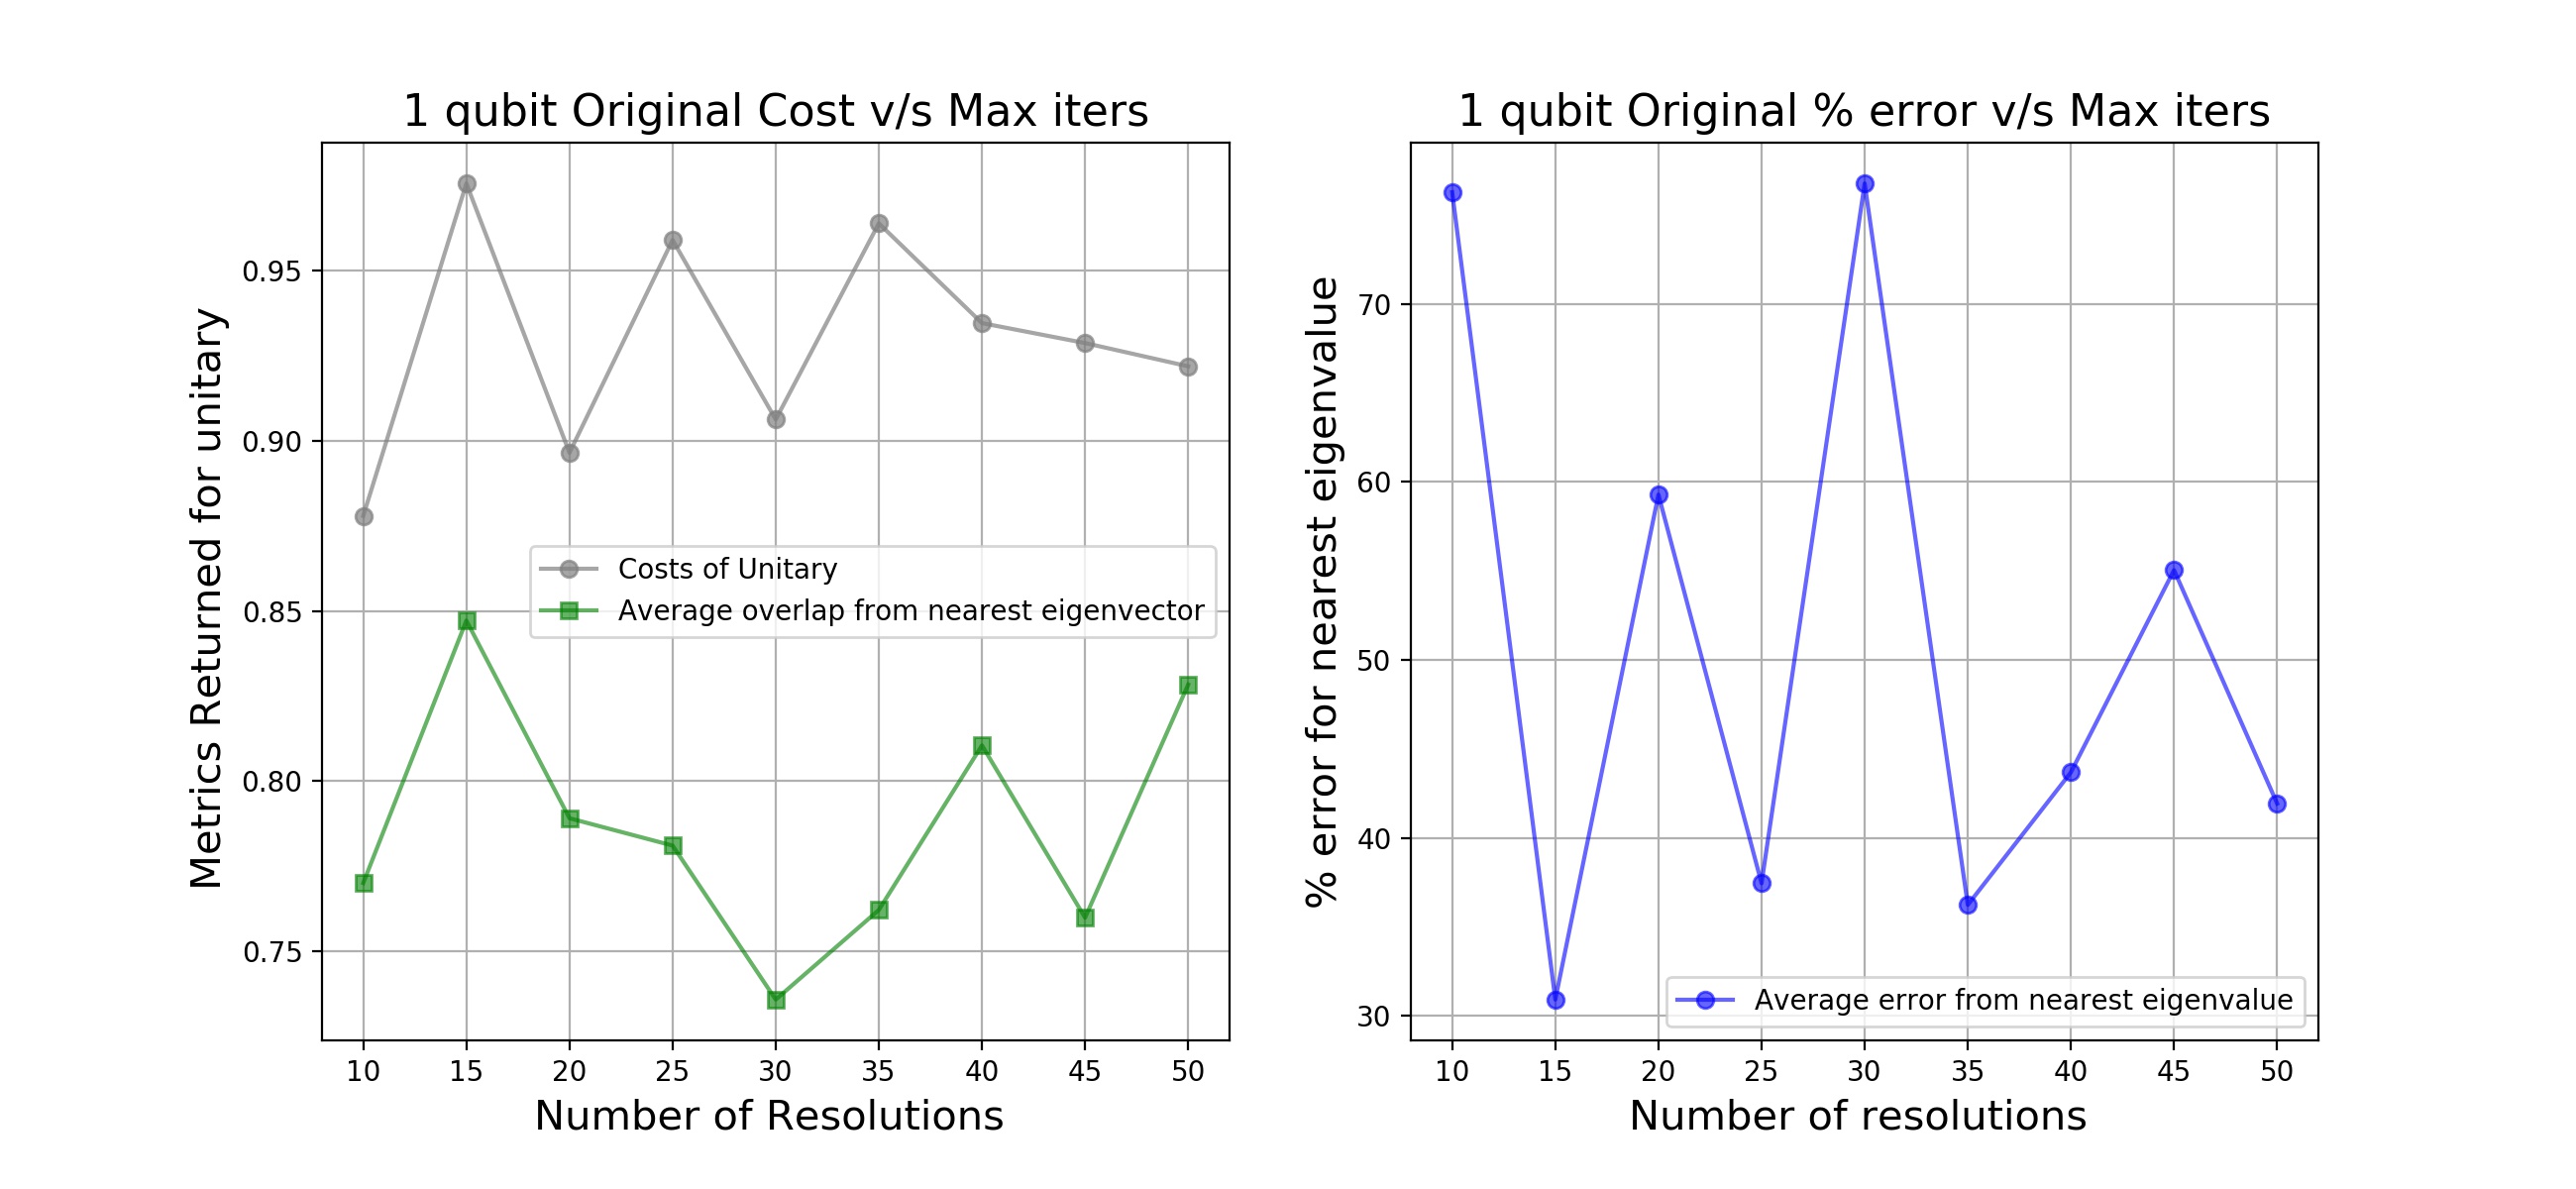 1 qubit Original Cost v/s Max iters
Metrics Returned for unitary
0.95
0.90
0.85
0.80
0.75
Costs of Unitary
Average overlap from nearest eigenvector
10 15 20 25 30 35 40 45 50
Number of Resolutions
1 qubit Original % error v/s Max iters
% error for nearest eigenvalue
70
60
50
40
30
Average error from nearest eigenvalue
10 15 20 25 30 35 40 45 50
Number of resolutions